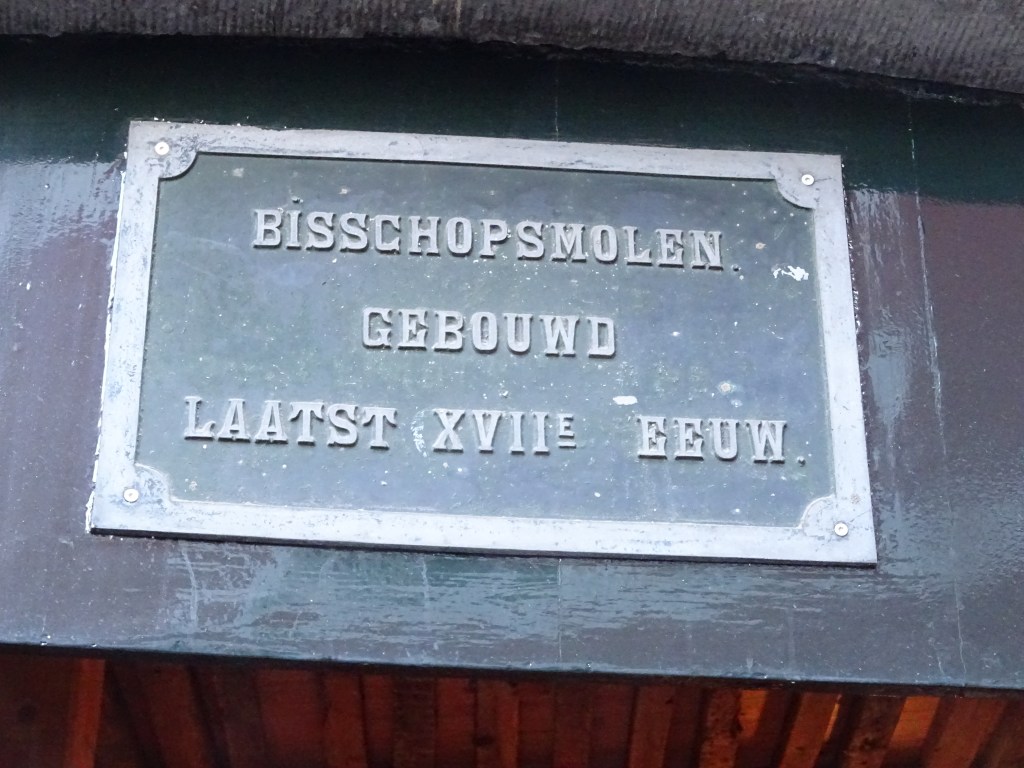 BISSCHOPSMOLEN.
GEBOUWD
LAATST XVIIE EEUW.